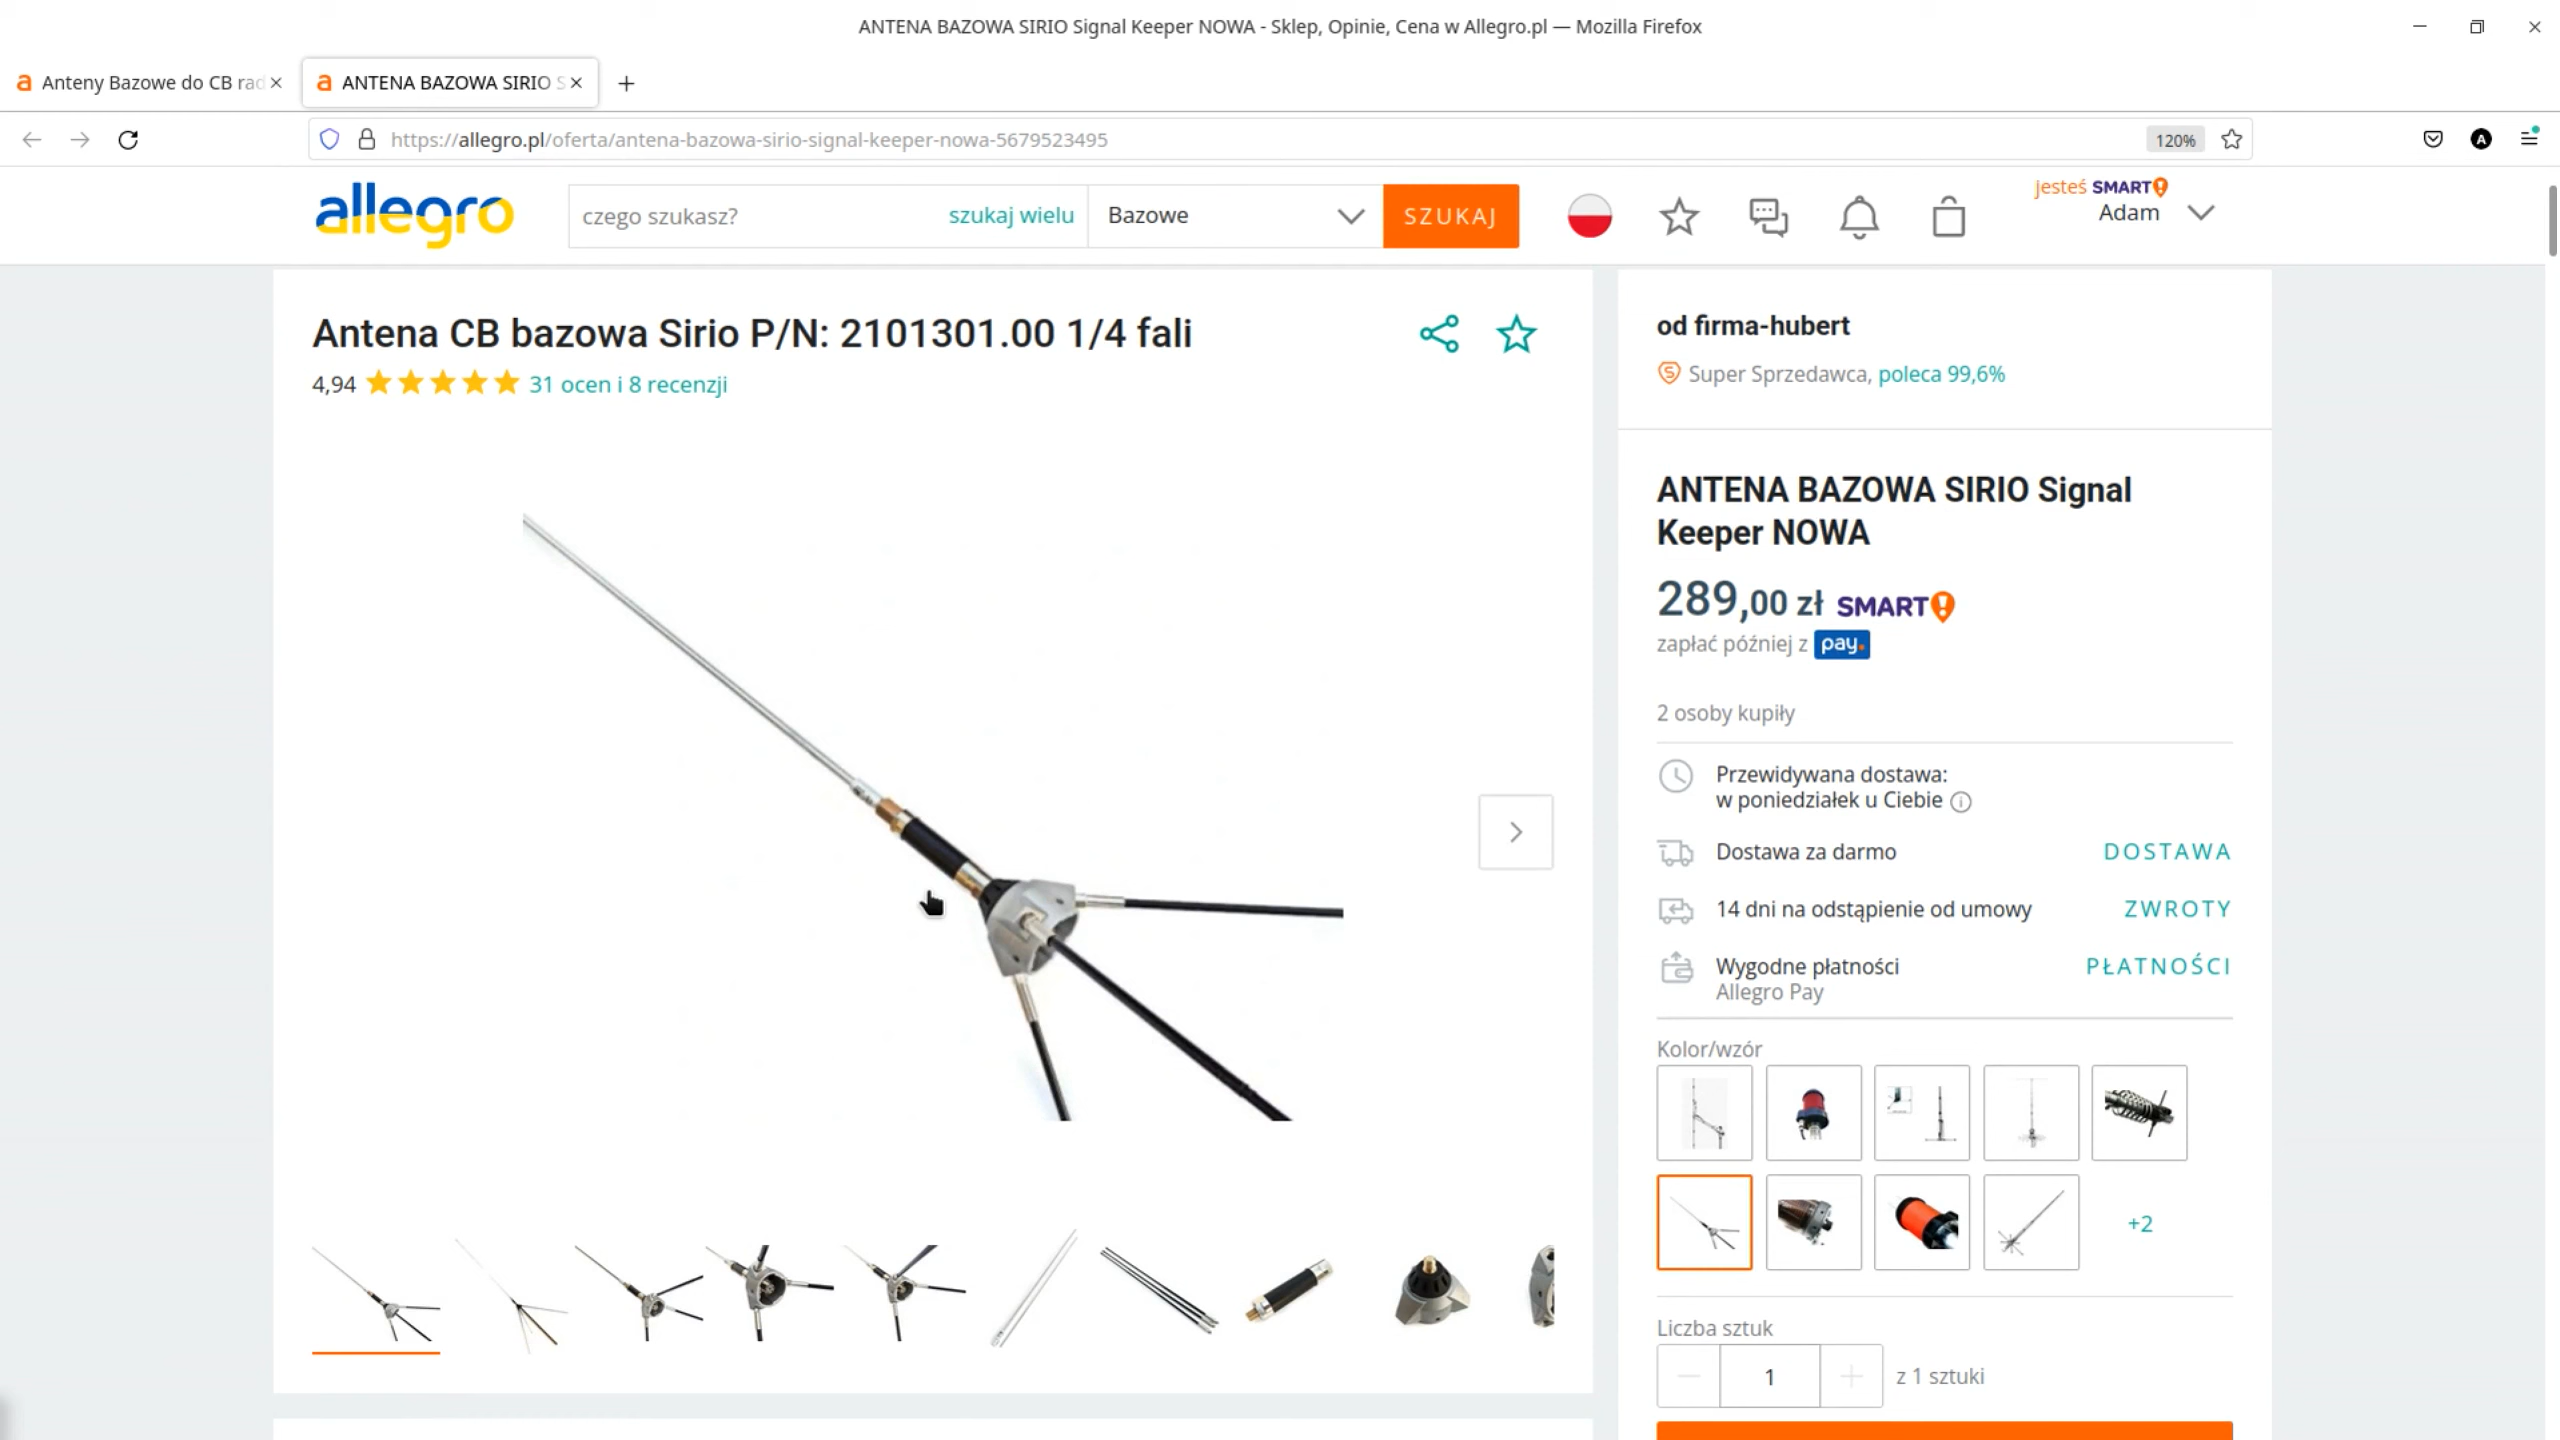 ANTENA BAZOWA SIRIO Signal Keeper NOWA - Sklep, Opinie, Cena w Allegro.pl — Mozilla Firefox
Anteny Bazowe do CB rad
ANTENA BAZOWA SIRIO S
https://allegro.pl/oferta/antena-bazowa-sirio-signal-keeper-nowa-5679523495
120%
allegro
czego szukasz?
szukaj wielu
Bazowe
SZUKAJ
jesteś SMART!
Adam
Antena CB bazowa Sirio P/N: 2101301.00 1/4 fali
4,94
31 ocen i 8 recenzji
od firma-hubert
Super Sprzedawca, poleca 99,6%
ANTENA BAZOWA SIRIO Signal
Keeper NOWA
289,00 zł SMART!
zapłać później z pay.
2 osoby kupiły
Przewidywana dostawa:
w poniedziałek u Ciebie
Dostawa za darmo
DOSTAWA
14 dni na odstąpienie od umowy
ZWROTY
Wygodne płatności
PŁATNOŚCI
Allegro Pay
Kolor/wzór
+2
Liczba sztuk
1
z 1 sztuki